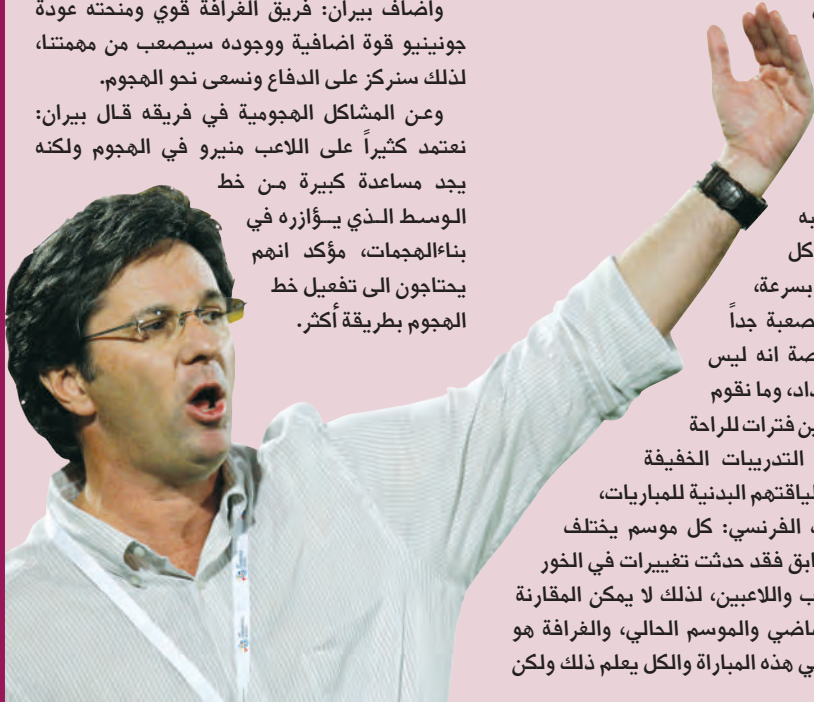 يه
كل
بسرعة،
صعبة جداً
صة انه ليس
داد، وما نقوم
ين فترات للراحة
التدريبات الخفيفة
لياقتهم البدنية للمباريات،
الفرنسي: كل موسم يختلف
ابق فقد حدثت تغييرات في الخور
ب واللاعبين، لذلك لا يمكن المقارنة
ماضي والموسم الحالي، والغرافة هو
ي هذه المباراة والكل يعلم ذلك ولكن
واضاف بيران: فريق الغرافة قوي ومنحته عودة
جونينيو قوة اضافية ووجوده سيصعب من مهمتنا،
لذلك سنركز على الدفاع ونسعى نحو الهجوم.
وعن المشاكل الهجومية في فريقه قال بيران:
نعتمد كثيراً على اللاعب منيرو في الهجوم ولكنه
يجد مساعدة كبيرة من خط
الوسط الذي يـؤازره في
بناءالهجمات، مؤكد انهم
يحتاجون الى تفعيل خط
الهجوم بطريقة أكثر.